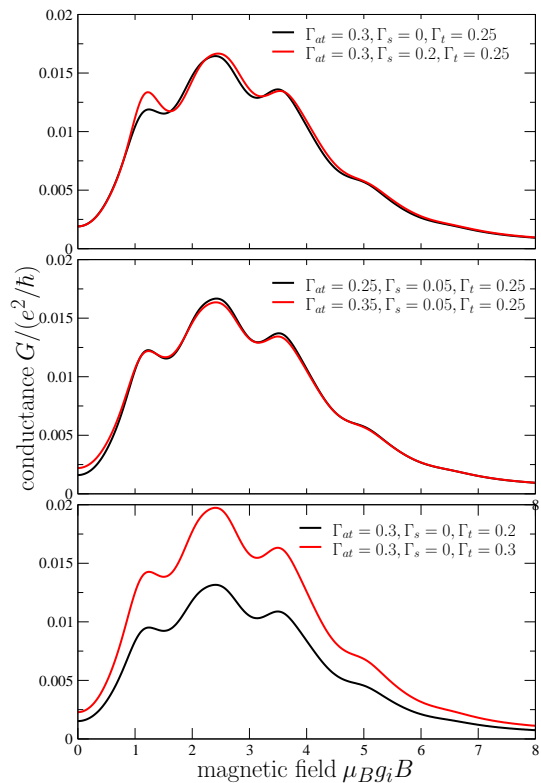 0.02
Γat = 0.3, Γs = 0, Γt = 0.25
Γat = 0.3, Γs = 0.2, Γt = 0.25
0.015
0.01
0.005
0
0.02
Γat = 0.25, Γs = 0.05, Γt = 0.25
Γat = 0.35, Γs = 0.05, Γt = 0.25
0.015
0.01
0.005
0
8
conductance G/(e²/ħ)
0.02
Γat = 0.3, Γs = 0, Γt = 0.2
Γat = 0.3, Γs = 0, Γt = 0.3
0.015
0.01
0.005
0
0 1 2 3 4 5 6 7 8
magnetic field μBgiB